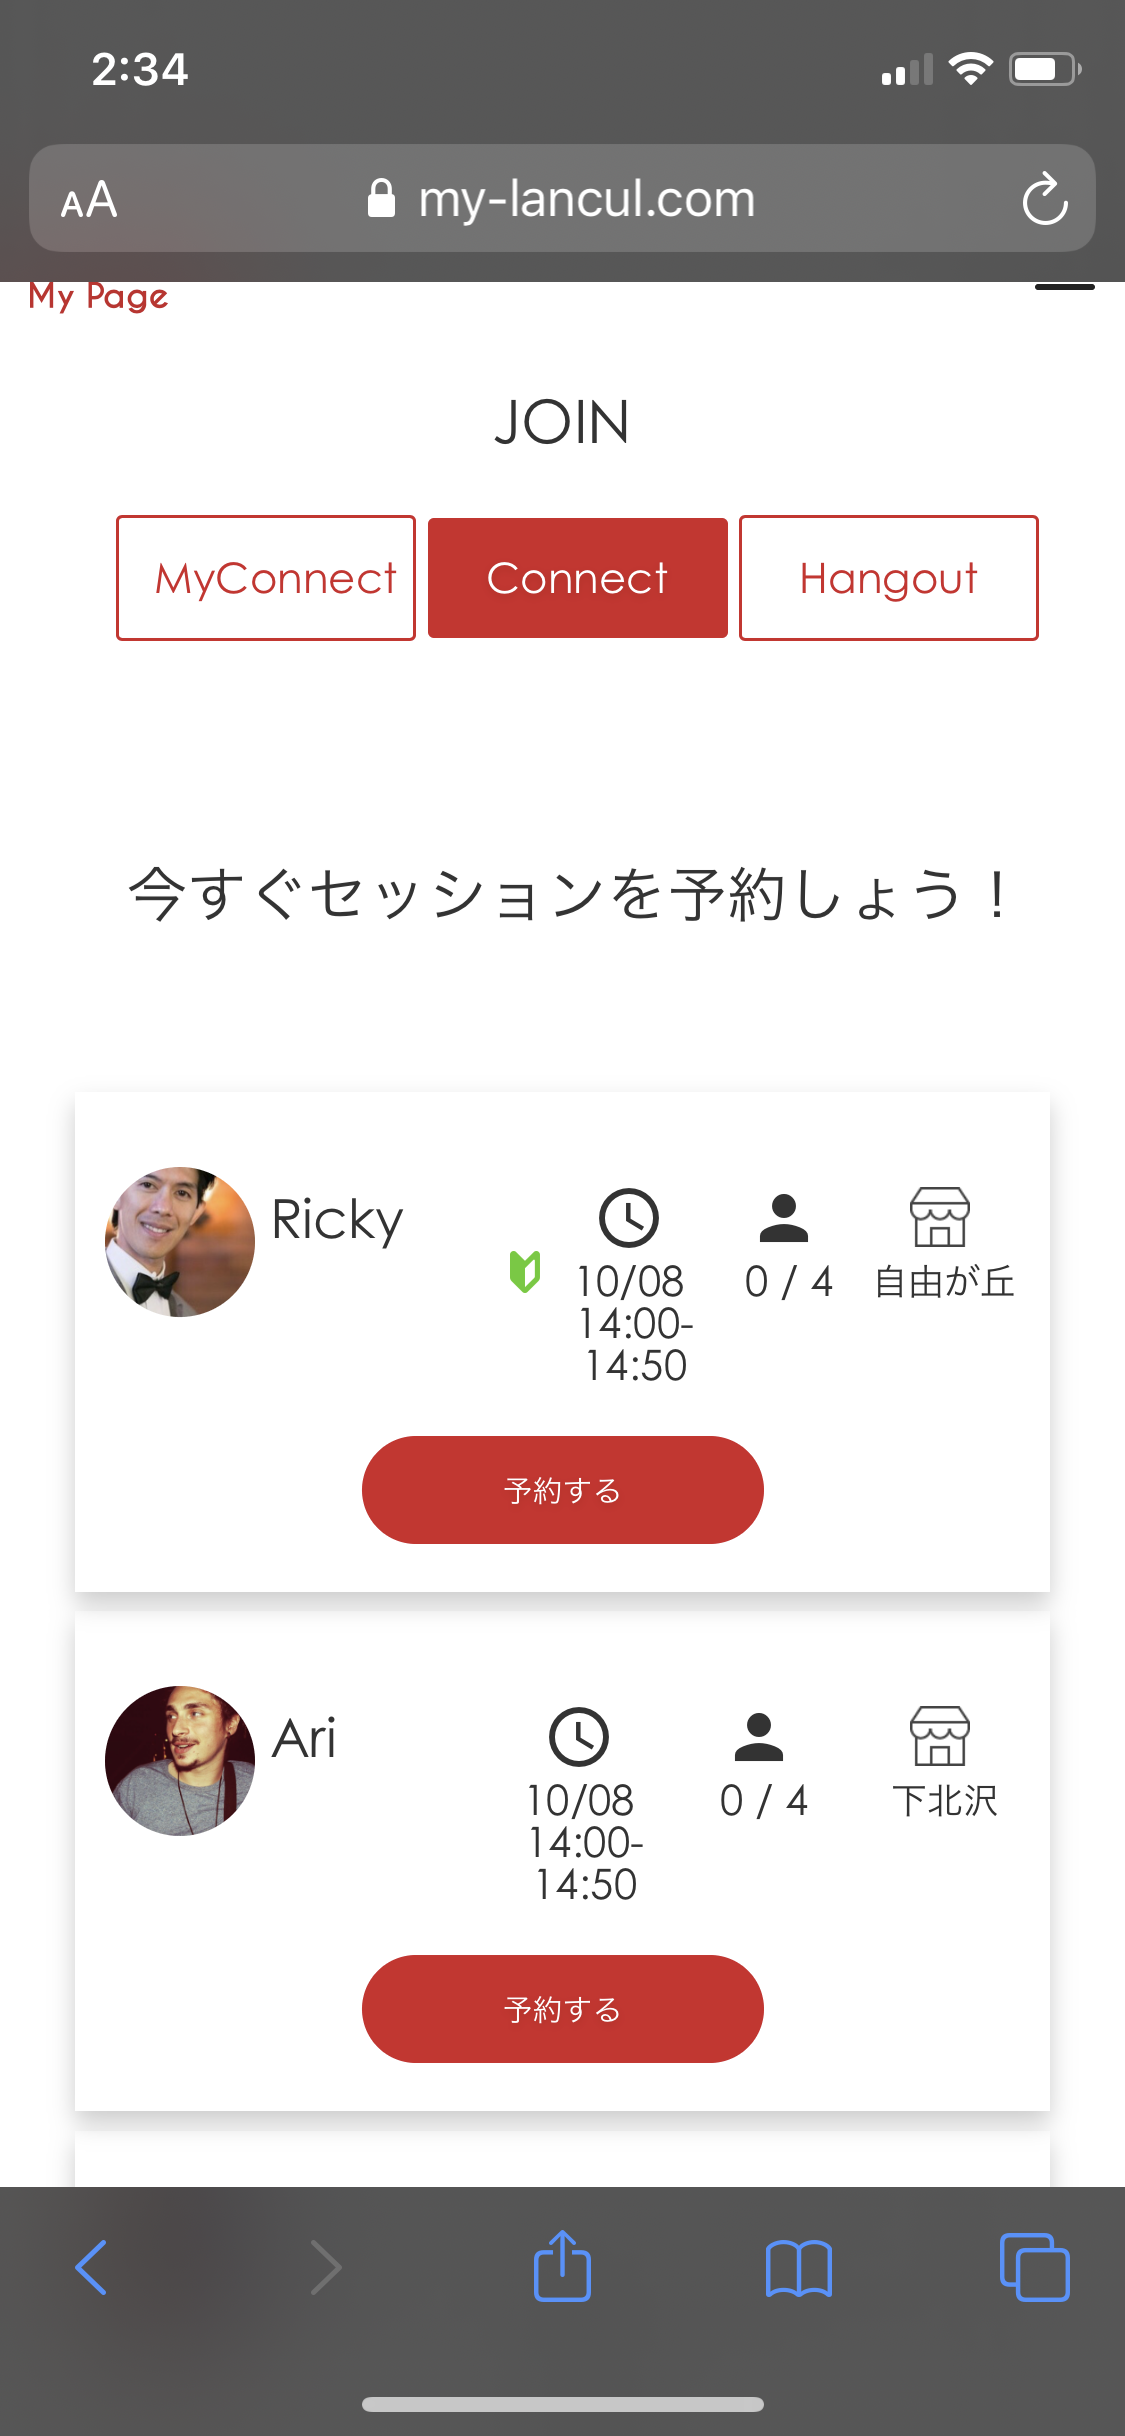 2:34
AA
my-lancul.com
My Page
JOIN
MyConnect
Connect
Hangout
今すぐセッションを予約しょう！
Ricky
10/08
14:00-
14:50
0 / 4
自由が丘
予約する
Ari
10/08
14:00-
14:50
0 / 4
下北沢
予約する